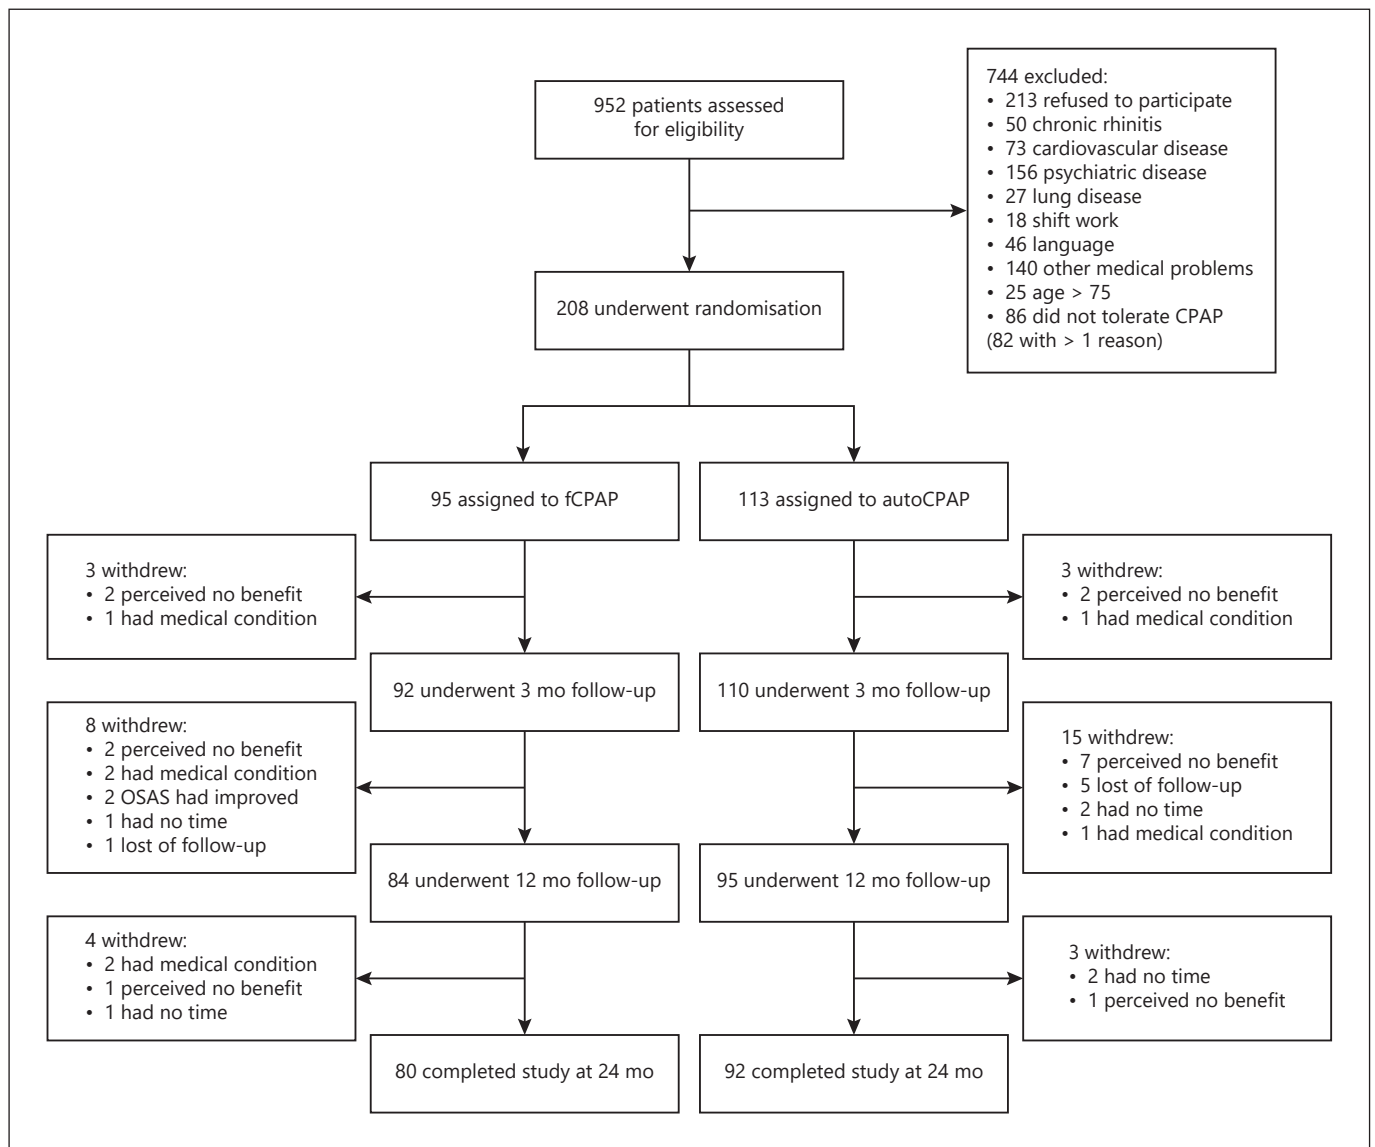 952 patients assessed
for eligibility
744 excluded:
• 213 refused to participate
• 50 chronic rhinitis
• 73 cardiovascular disease
• 156 psychiatric disease
• 27 lung disease
• 18 shift work
• 46 language
• 140 other medical problems
• 25 age > 75
• 86 did not tolerate CPAP
(82 with > 1 reason)
208 underwent randomisation
95 assigned to fCPAP
113 assigned to autoCPAP
3 withdrew:
• 2 perceived no benefit
• 1 had medical condition
3 withdrew:
• 2 perceived no benefit
• 1 had medical condition
92 underwent 3 mo follow-up
110 underwent 3 mo follow-up
8 withdrew:
• 2 perceived no benefit
• 2 had medical condition
• 2 OSAS had improved
• 1 had no time
• 1 lost of follow-up
15 withdrew:
• 7 perceived no benefit
• 5 lost of follow-up
• 2 had no time
• 1 had medical condition
84 underwent 12 mo follow-up
95 underwent 12 mo follow-up
4 withdrew:
• 2 had medical condition
• 1 perceived no benefit
• 1 had no time
3 withdrew:
• 2 had no time
• 1 perceived no benefit
80 completed study at 24 mo
92 completed study at 24 mo